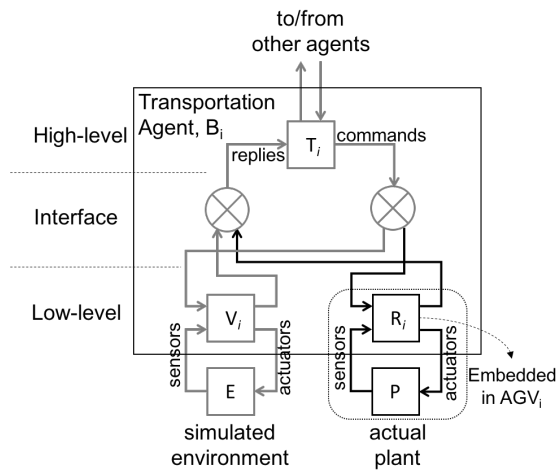 to/from
other agents
Transportation
Agent, Bi
High-level
Ti
commands
replies
Interface
Low-level
Vi
Ri
sensors
actuators
sensors
actuators
E
P
Embedded
in AGVi
simulated
environment
actual
plant